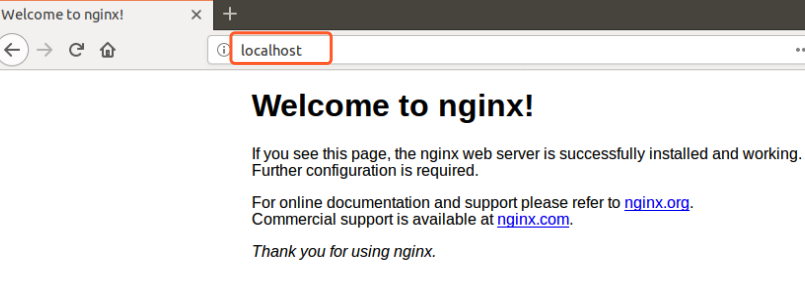 Welcome to nginx!
localhost
Welcome to nginx!
If you see this page, the nginx web server is successfully installed and working.
Further configuration is required.
For online documentation and support please refer to nginx.org.
Commercial support is available at nginx.com.
Thank you for using nginx.